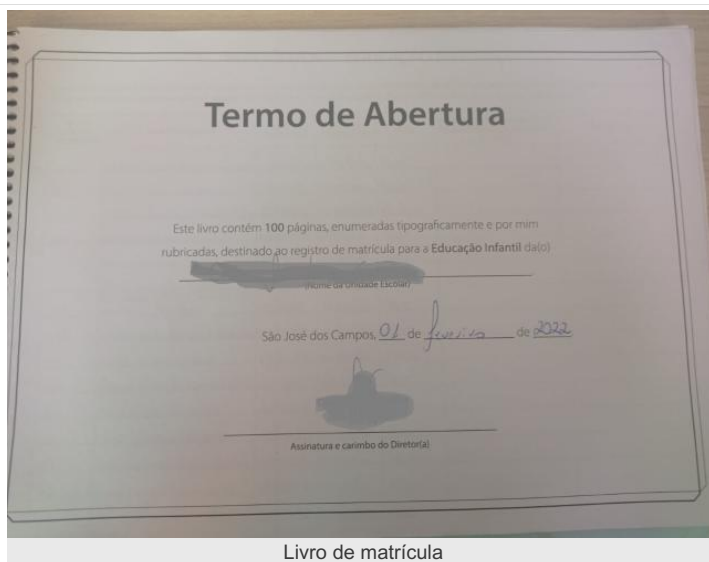 Termo de Abertura
Este livro contém 100 páginas, enumeradas tipograficamente e por mim
rubricadas, destinado ao registro de matrícula para a Educação Infantil da(o)
(Nome da Unidade Escolar)
São José dos Campos, 01 de fevereiro de 2022
Assinatura e carimbo do Diretor(a)
Livro de matrícula